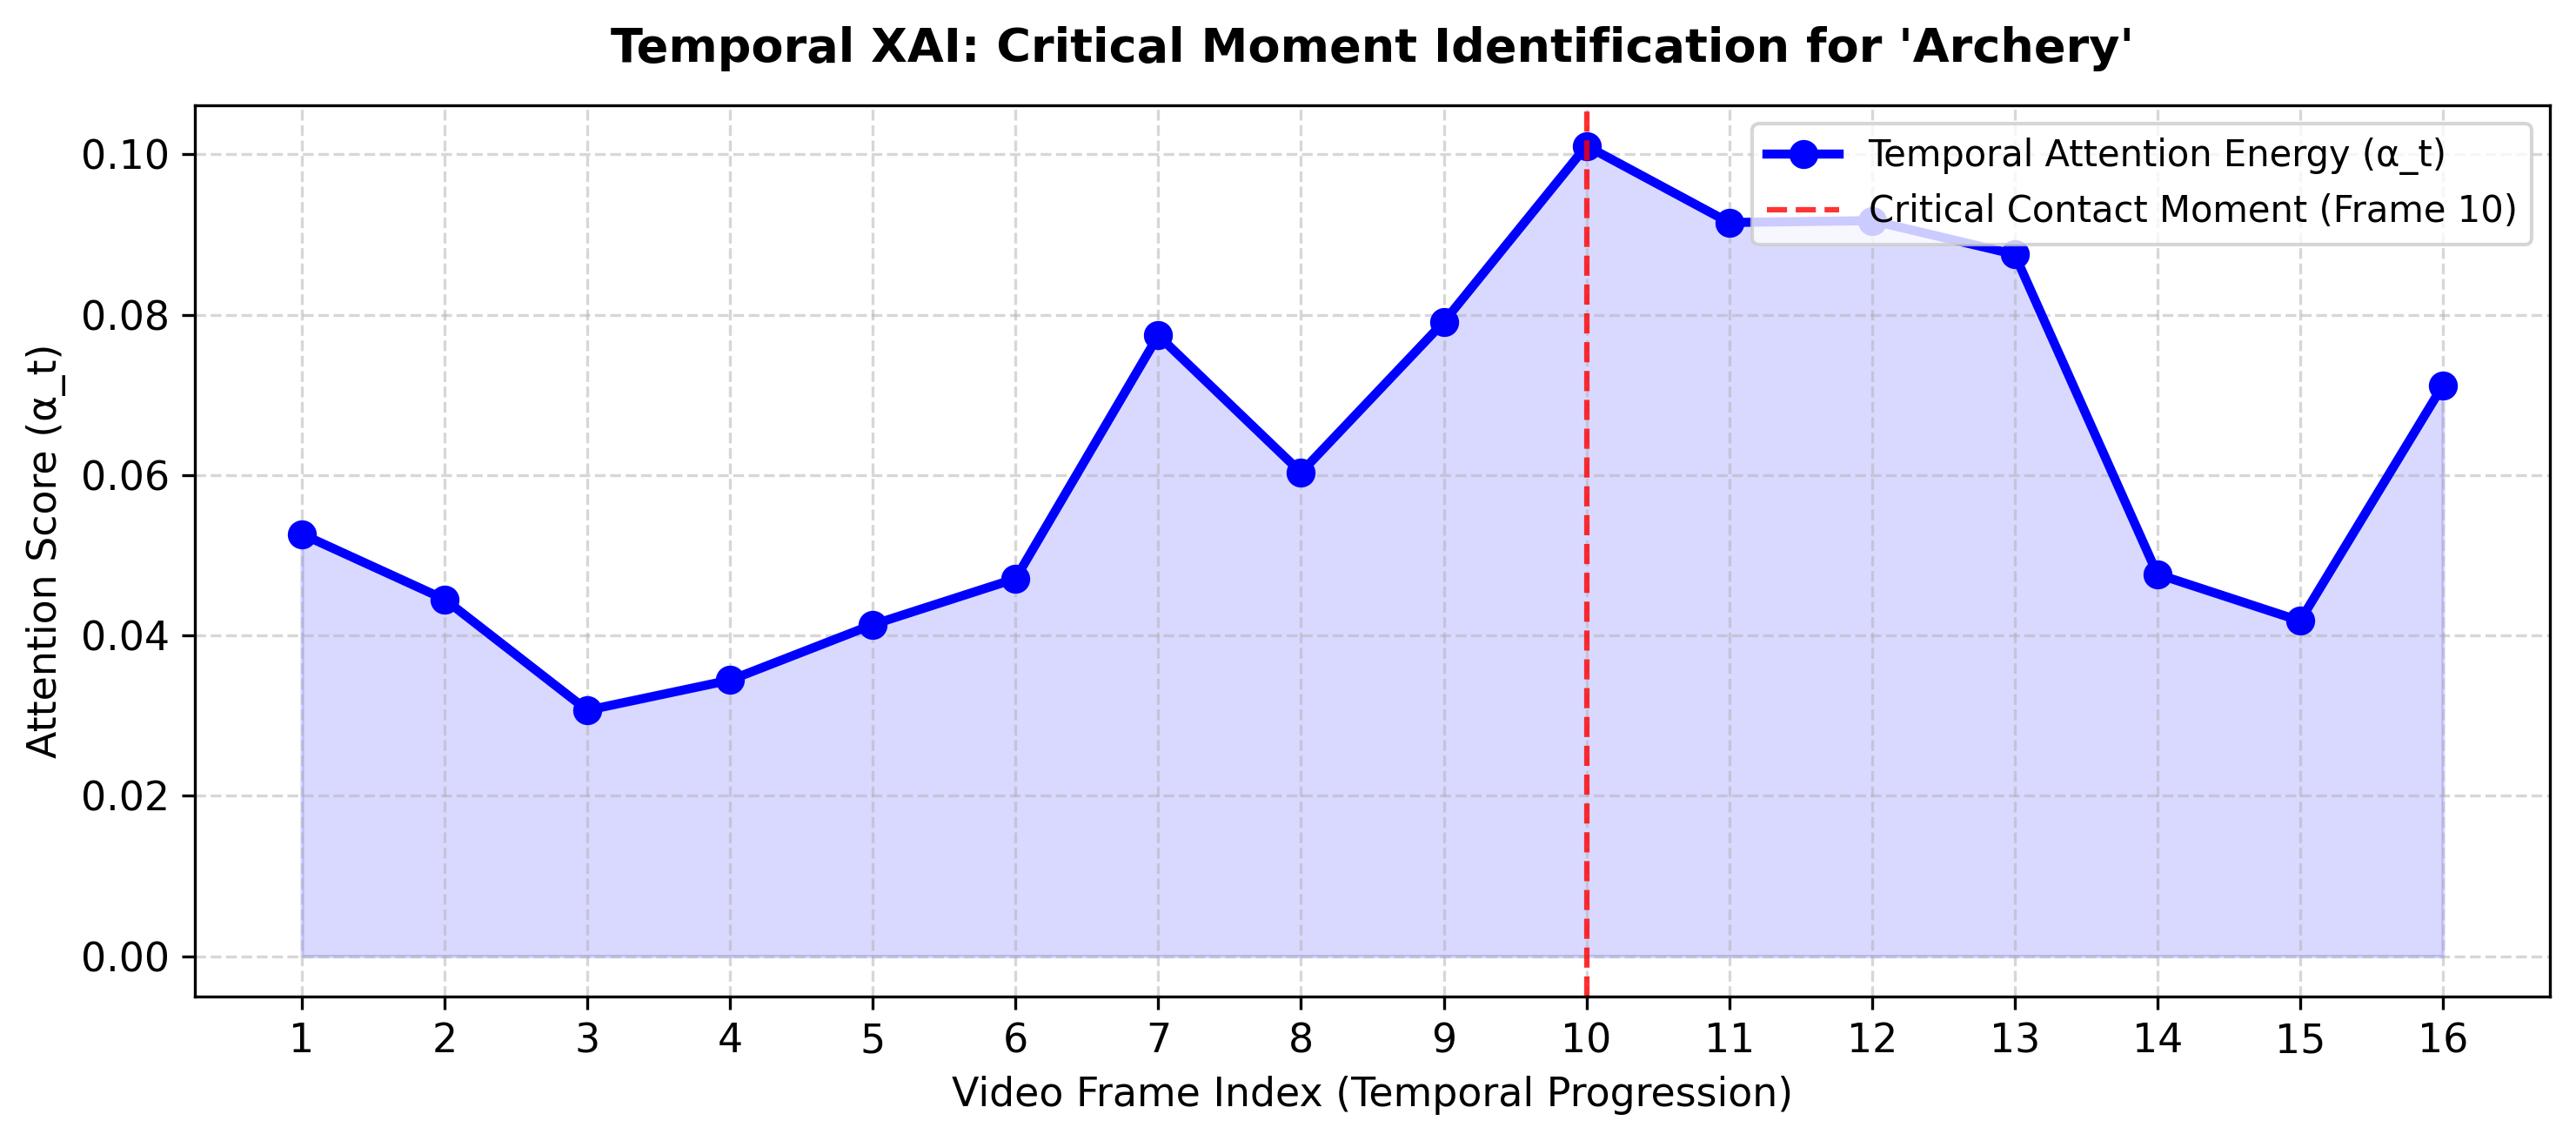 Temporal XAI: Critical Moment Identification for 'Archery'
Temporal Attention Energy (α_t)
Critical Contact Moment (Frame 10)
Attention Score (α_t)
0.10
0.08
0.06
0.04
0.02
0.00
1 2 3 4 5 6 7 8 9 10 11 12 13 14 15 16
Video Frame Index (Temporal Progression)